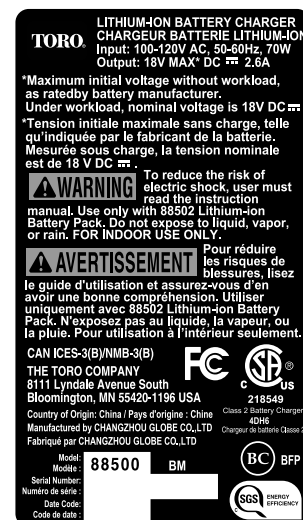 TORO.
LITHIUM-ION BATTERY CHARGER
CHARGEUR BATTERIE LITHIUM-ION
Input: 100-120V AC, 50-60Hz, 70W
Output: 18V MAX* DC ⎓ 2.6A
*Maximum initial voltage without workload,
as ratedby battery manufacturer.
Under workload, nominal voltage is 18V DC⎓
*Tension initiale maximale sans charge, telle
qu'indiquée par le fabricant de la batterie.
Mesurée sous charge, la tension nominale
est de 18 V DC ⎓ .
WARNING
To reduce the risk of
electric shock, user must
read the instruction
manual. Use only with 88502 Lithium-ion
Battery Pack. Do not expose to liquid, vapor,
or rain. FOR INDOOR USE ONLY.
AVERTISSEMENT
Pour réduire
les risques de
blessures, lisez
le guide d'utilisation et assurez-vous d'en
avoir une bonne compréhension. Utiliser
uniquement avec 88502 Lithium-ion Battery
Pack. N'exposez pas au liquide, la vapeur, ou
la pluie. Pour utilisation à l'intérieur seulement.
CAN ICES-3(B)/NMB-3(B)
THE TORO COMPANY
8111 Lyndale Avenue South
Bloomington, MN 55420-1196 USA
Country of Origin: China / Pays d'origine : Chine
Manufactured by CHANGZHOU GLOBE CO.,LTD
Fabriqué par CHANGZHOU GLOBE CO.,LTD
FC
SA
®
C US
218549
Class 2 Battery Charger
4DH6
Chargeur de batterie Classe 2
Model:
Modèle :
88500 BM
Serial Number:
Numéro de série :
Date Code:
Code de date :
BC BFP
SGS ENERGY
EFFICIENCY